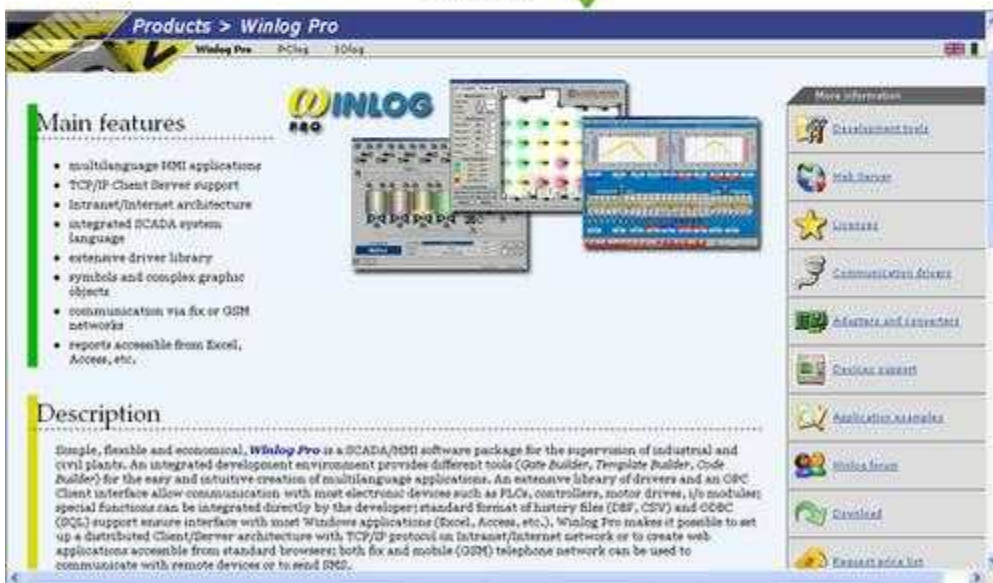 Products > Winlog Pro
Winlog Pro PClog 3Dlog
Main features
WINLOG
PRO
• multilanguage HMI applications
• TCP/IP Client Server support
• Intranet/Internet architecture
• integrated SCADA system
language
• extensive driver library
• symbols and complex graphic
objects
• communication via fix or GSM
networks
• reports accessible from Excel,
Access, etc.
More information
Development tools
Web Server
Licenses
Communication drivers
Adapters and converters
Devices support
Application examples
Winlog forum
Download
Request price list
Description
Simple, flexible and economical, Winlog Pro is a SCADA/HMI software package for the supervision of industrial and
civil plants. An integrated development environment provides different tools (Gate Builder, Template Builder, Code
Builder) for the easy and intuitive creation of multilanguage applications. An extensive library of drivers and an OPC
Client interface allow communication with most electronic devices such as PLCs, controllers, motor drives, i/o modules;
special functions can be integrated directly by the developer; standard format of history files (DBF, CSV) and ODBC
(SQL) support ensure interface with most Windows applications (Excel, Access, etc.). Winlog Pro makes it possible to set
up a distributed Client/Server architecture with TCP/IP protocol on Intranet/Internet network or to create web
applications accessible from standard browsers; both fix and mobile (GSM) telephone network can be used to
communicate with remote devices or to send SMS.